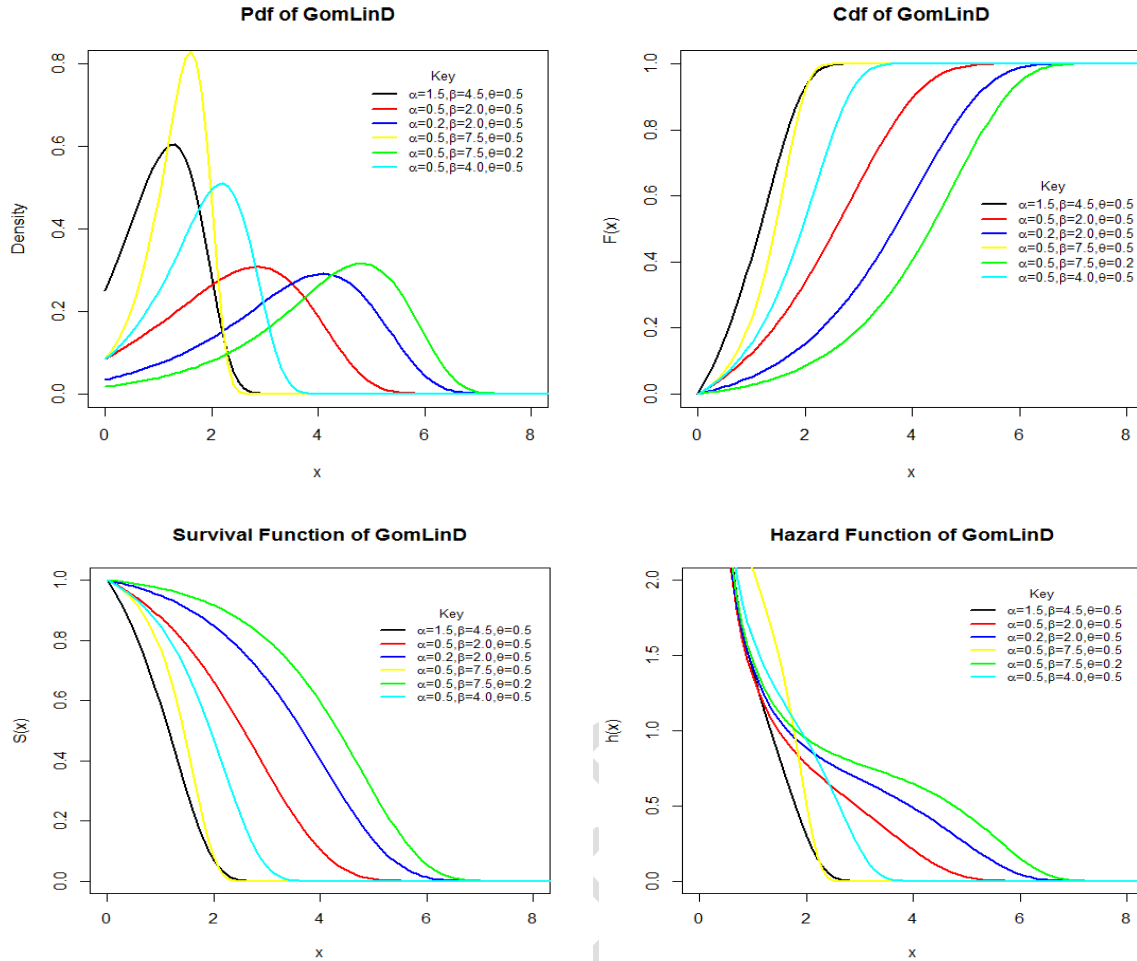 Pdf of GomLinD
Density
0.0 0.2 0.4 0.6 0.8
Key
α=1.5,β=4.5,θ=0.5
α=0.5,β=2.0,θ=0.5
α=0.2,β=2.0,θ=0.5
α=0.5,β=7.5,θ=0.5
α=0.5,β=7.5,θ=0.2
α=0.5,β=4.0,θ=0.5
0 2 4 6 8
x
Cdf of GomLinD
F(x)
0.0 0.2 0.4 0.6 0.8 1.0
Key
α=1.5,β=4.5,θ=0.5
α=0.5,β=2.0,θ=0.5
α=0.2,β=2.0,θ=0.5
α=0.5,β=7.5,θ=0.5
α=0.5,β=7.5,θ=0.2
α=0.5,β=4.0,θ=0.5
0 2 4 6 8
x
Survival Function of GomLinD
S(x)
0.0 0.2 0.4 0.6 0.8 1.0
Key
α=1.5,β=4.5,θ=0.5
α=0.5,β=2.0,θ=0.5
α=0.2,β=2.0,θ=0.5
α=0.5,β=7.5,θ=0.5
α=0.5,β=7.5,θ=0.2
α=0.5,β=4.0,θ=0.5
0 2 4 6 8
x
Hazard Function of GomLinD
h(x)
0.0 0.5 1.0 1.5 2.0
Key
α=1.5,β=4.5,θ=0.5
α=0.5,β=2.0,θ=0.5
α=0.2,β=2.0,θ=0.5
α=0.5,β=7.5,θ=0.5
α=0.5,β=7.5,θ=0.2
α=0.5,β=4.0,θ=0.5
0 2 4 6 8
x